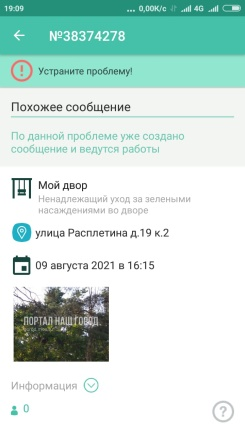 19:09
... 0,00K/c 4G 61
№38374278
Устраните проблему!
Похожее сообщение
По данной проблеме уже создано
сообщение и ведутся работы
Мой двор
Ненадлежащий уход за зелеными
насаждениями во дворе
улица Расплетина д.19 к.2
09 августа 2021 в 16:15
ПОРТАЛ НАШ ГОРОД
Информация
0
?